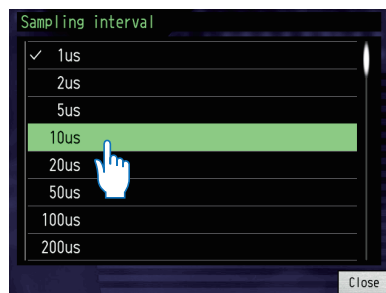 Sampling interval
✓ 1us
2us
5us
10us
20us
50us
100us
200us
Close